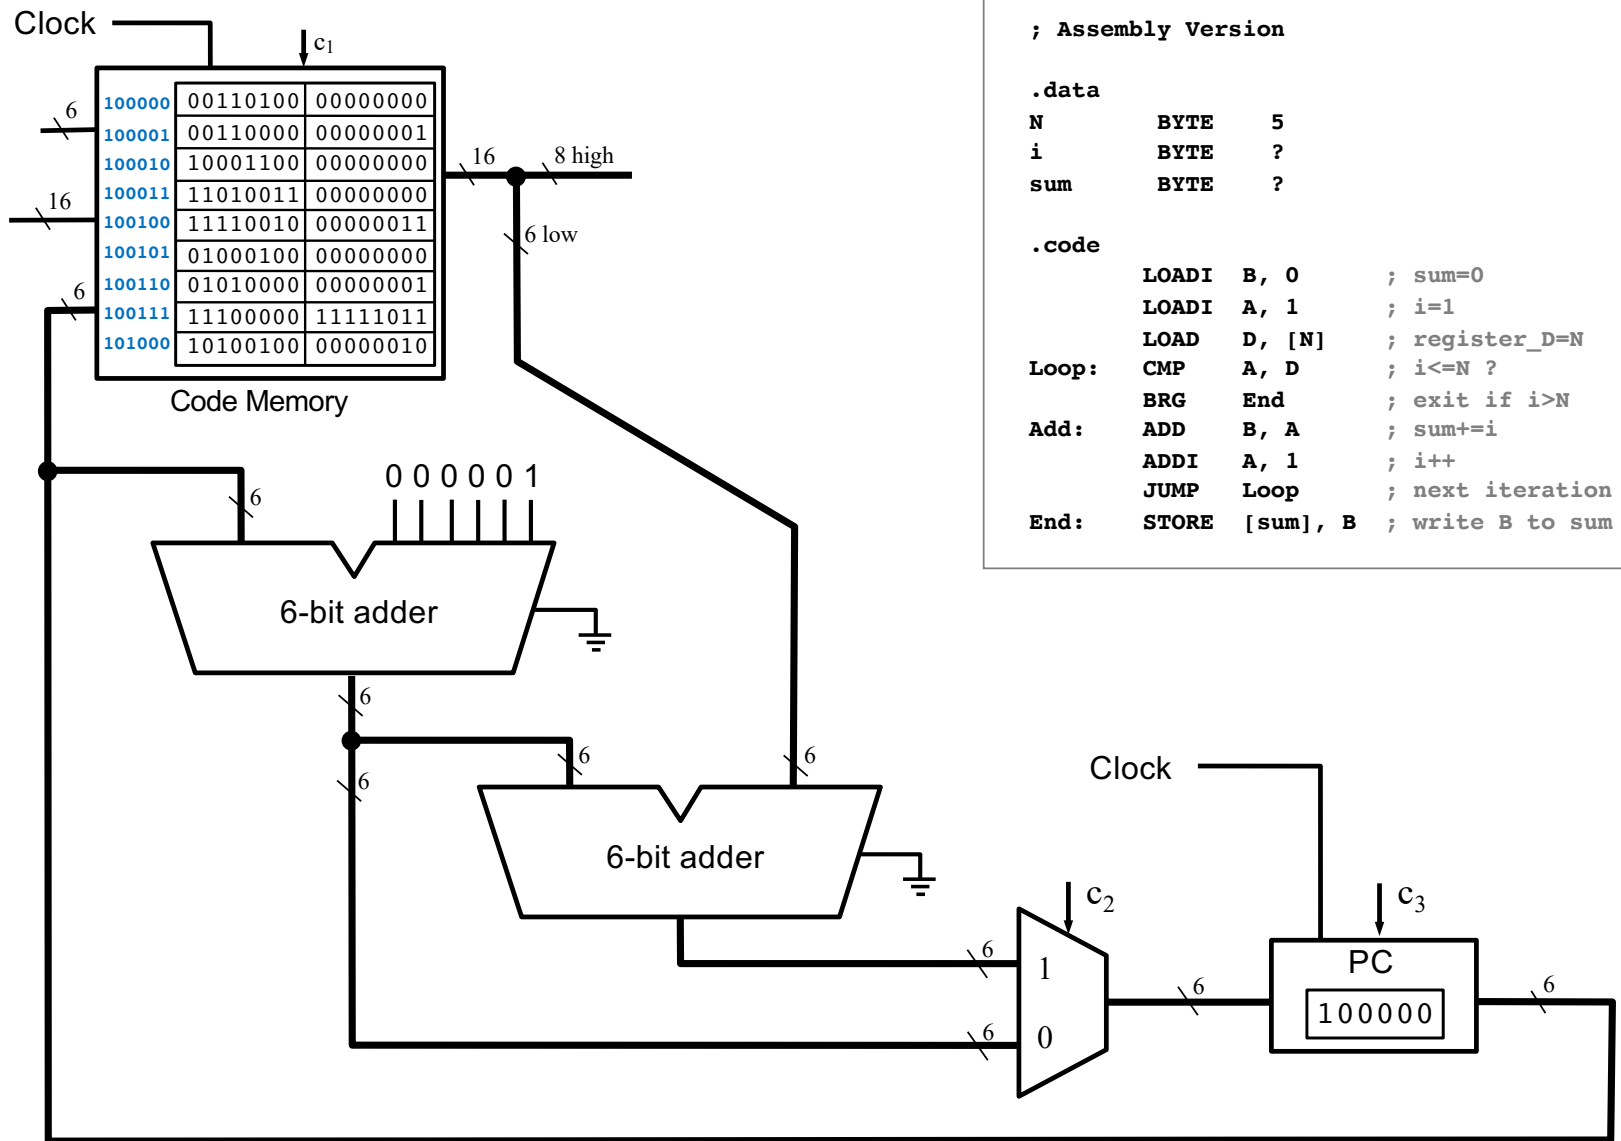 Clock
c1
6
16
6
100000 00110100 00000000
100001 00110000 00000001
100010 10001100 00000000
100011 11010011 00000000
100100 11110010 00000011
100101 01000100 00000000
100110 01010000 00000001
100111 11100000 11111011
101000 10100100 00000010
Code Memory
16
8 high
6 low
; Assembly Version
.data
N BYTE 5
i BYTE ?
sum BYTE ?
.code
LOADI B, 0 ; sum=0
LOADI A, 1 ; i=1
LOAD D, [N] ; register_D=N
Loop: CMP A, D ; i<=N ?
BRG End ; exit if i>N
Add: ADD B, A ; sum+=i
ADDI A, 1 ; i++
JUMP Loop ; next iteration
End: STORE [sum], B ; write B to sum
6
0 0 0 0 0 1
6-bit adder
6
6
6
6
6-bit adder
Clock
c2
c3
6
1
6
0
6
PC
100000
6